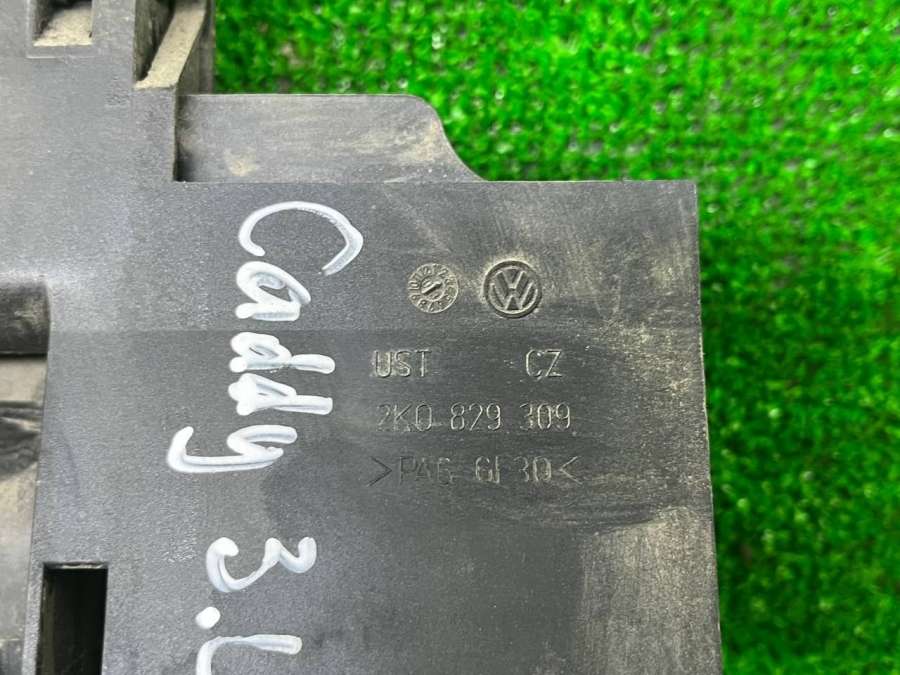 UST CZ
2K0 829 309
>PA6 GF30<
Caddy 3.